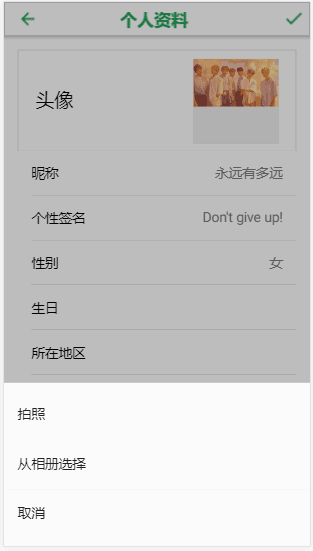 个人资料
头像
昵称 永远有多远
个性签名 Don't give up!
性别 女
生日
所在地区
拍照
从相册选择
取消